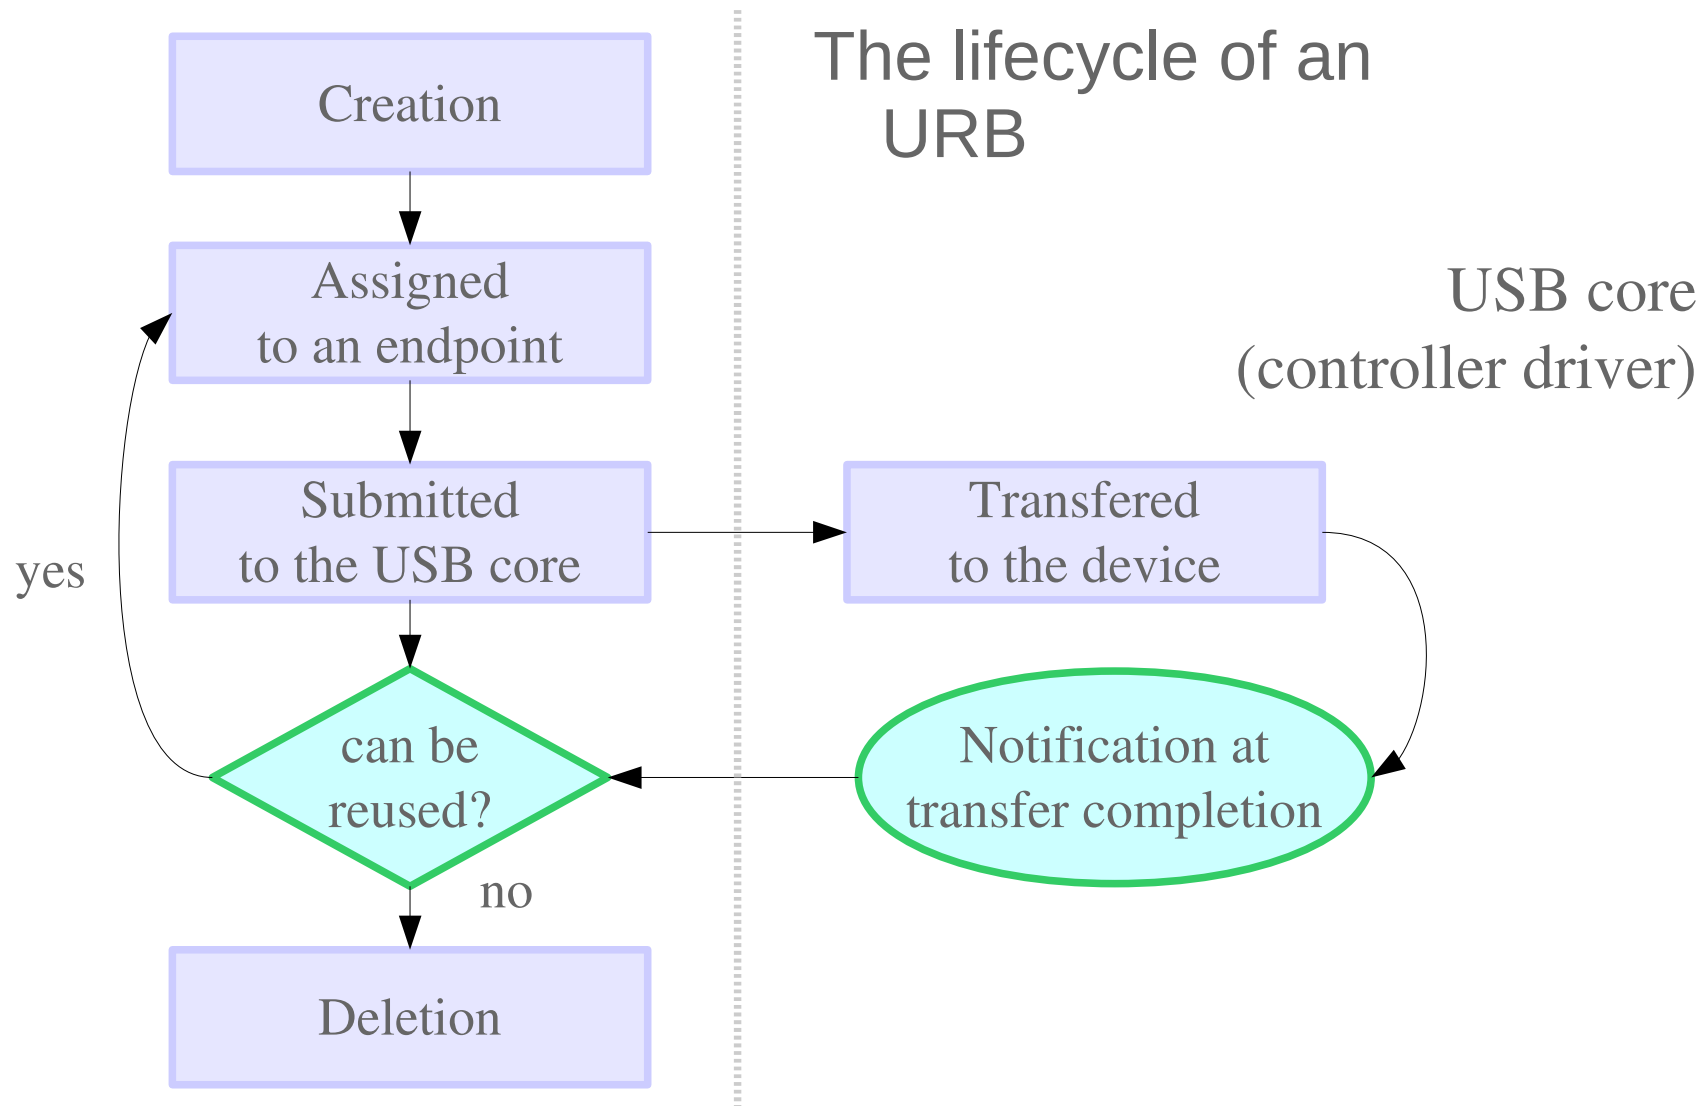 The lifecycle of an
URB
Creation
Assigned
to an endpoint
USB core
(controller driver)
Submitted
to the USB core
Transfered
to the device
yes
can be
reused?
Notification at
transfer completion
no
Deletion